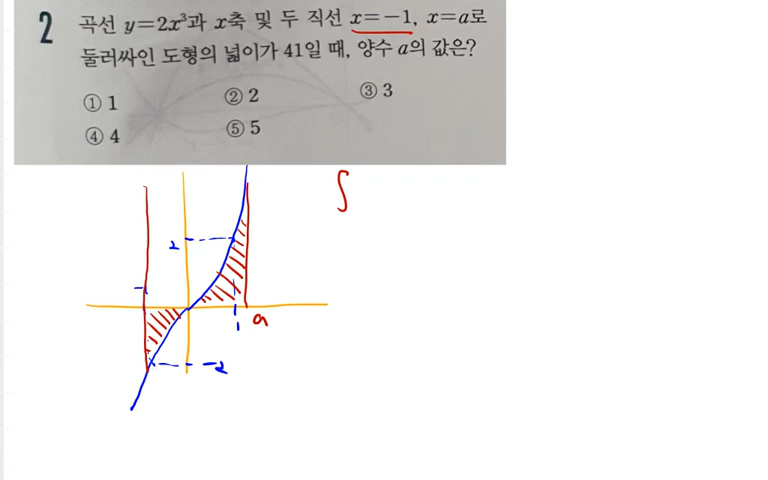 2 곡선 y=2x³과 x축 및 두 직선 x=-1, x=a로
둘러싸인 도형의 넓이가 41일 때, 양수 a의 값은?
① 1 ② 2 ③ 3
④ 4 ⑤ 5
∫
2
-1
1 a
-2